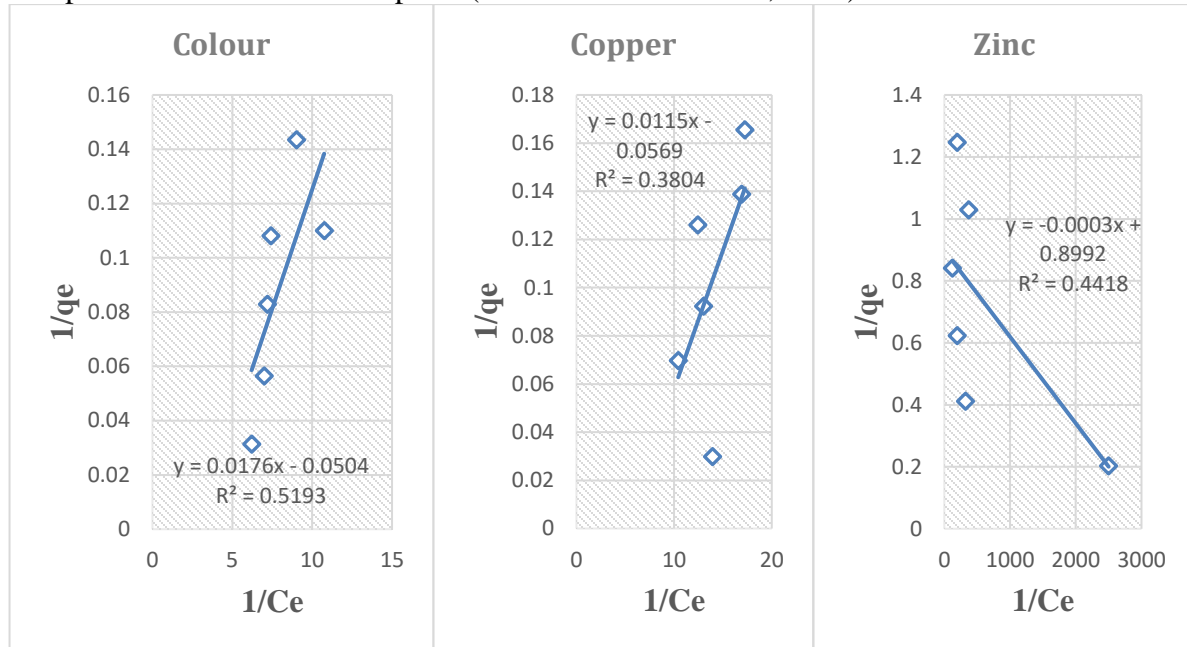 Colour
0.16
0.14
0.12
0.1
0.08
0.06
0.04
0.02
0
1/qe
y = 0.0176x - 0.0504
R² = 0.5193
0
5
10
15
1/Ce
Copper
0.18
0.16
0.14
0.12
0.1
0.08
0.06
0.04
0.02
0
1/qe
y = 0.0115x -
0.0569
R² = 0.3804
0
10
20
1/Ce
Zinc
1.4
1.2
1
0.8
0.6
0.4
0.2
0
1/qe
y = -0.0003x +
0.8992
R² = 0.4418
0
1000
2000
3000
1/Ce